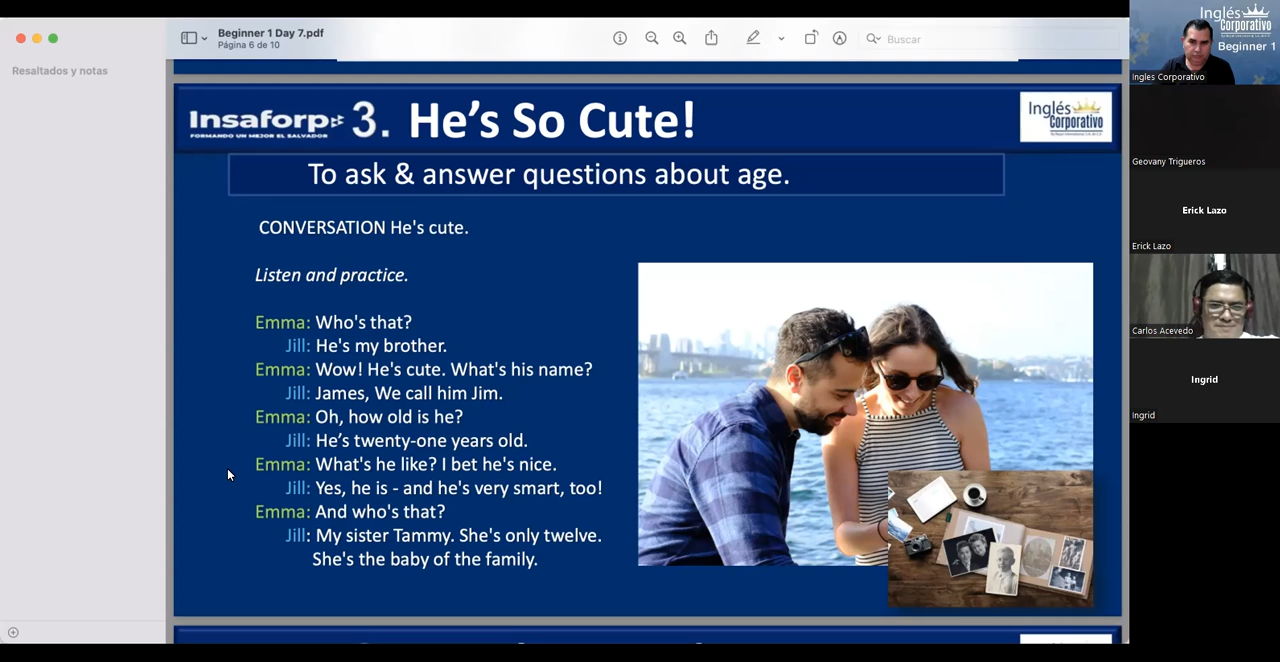 Beginner 1 Day 7.pdf
Página 6 de 10
Buscar
Resaltados y notas
Insaforp
FORMANDO UN MEJOR EL SALVADOR
3. He's So Cute!
Inglés
Corporativo
To ask & answer questions about age.
CONVERSATION He's cute.
Listen and practice.
Emma: Who's that?
Jill: He's my brother.
Emma: Wow! He's cute. What's his name?
Jill: James, We call him Jim.
Emma: Oh, how old is he?
Jill: He's twenty-one years old.
Emma: What's he like? I bet he's nice.
Jill: Yes, he is - and he's very smart, too!
Emma: And who's that?
Jill: My sister Tammy. She's only twelve.
She's the baby of the family.
Inglés
Corporativo
Beginner 1
Ingles Corporativo
Geovany Trigueros
Erick Lazo
Erick Lazo
Carlos Acevedo
Ingrid
Ingrid